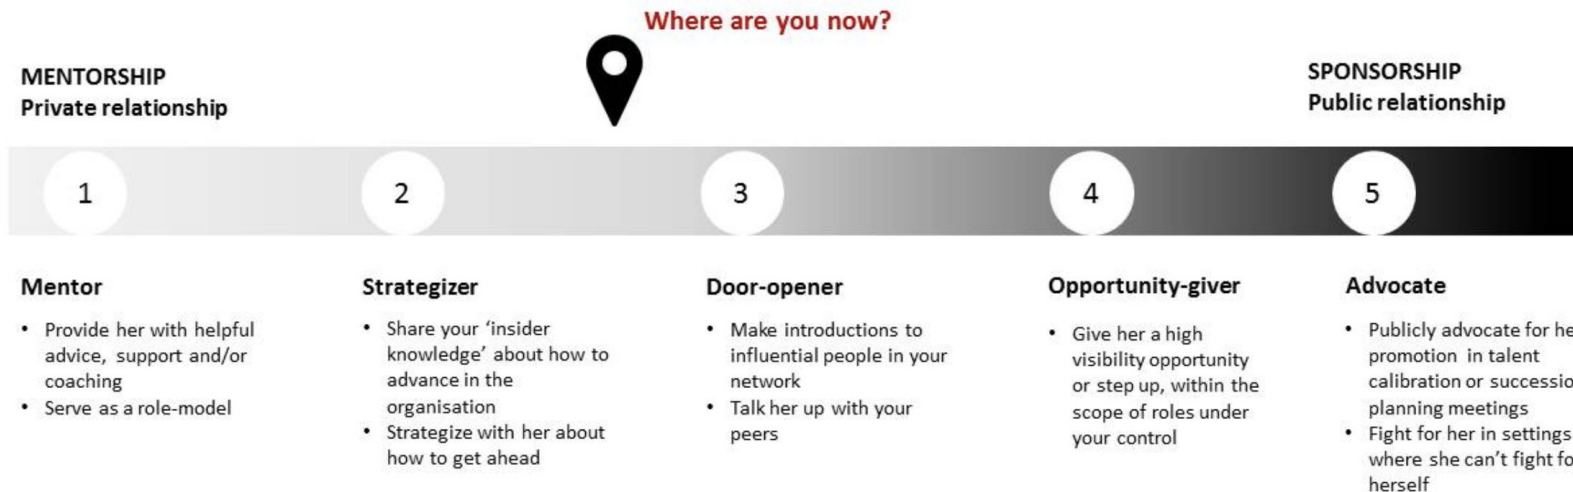 Where are you now?
MENTORSHIP
Private relationship
SPONSORSHIP
Public relationship
1
2
3
4
5
Mentor
• Provide her with helpful
advice, support and/or
coaching
• Serve as a role-model
Strategizer
• Share your ‘insider
knowledge’ about how to
advance in the
organisation
• Strategize with her about
how to get ahead
Door-opener
• Make introductions to
influential people in your
network
• Talk her up with your
peers
Opportunity-giver
• Give her a high
visibility opportunity
or step up, within the
scope of roles under
your control
Advocate
• Publicly advocate for
promotion in talent
calibration or
planning meetings
• Fight for her in settings
where she can’t fight
herself